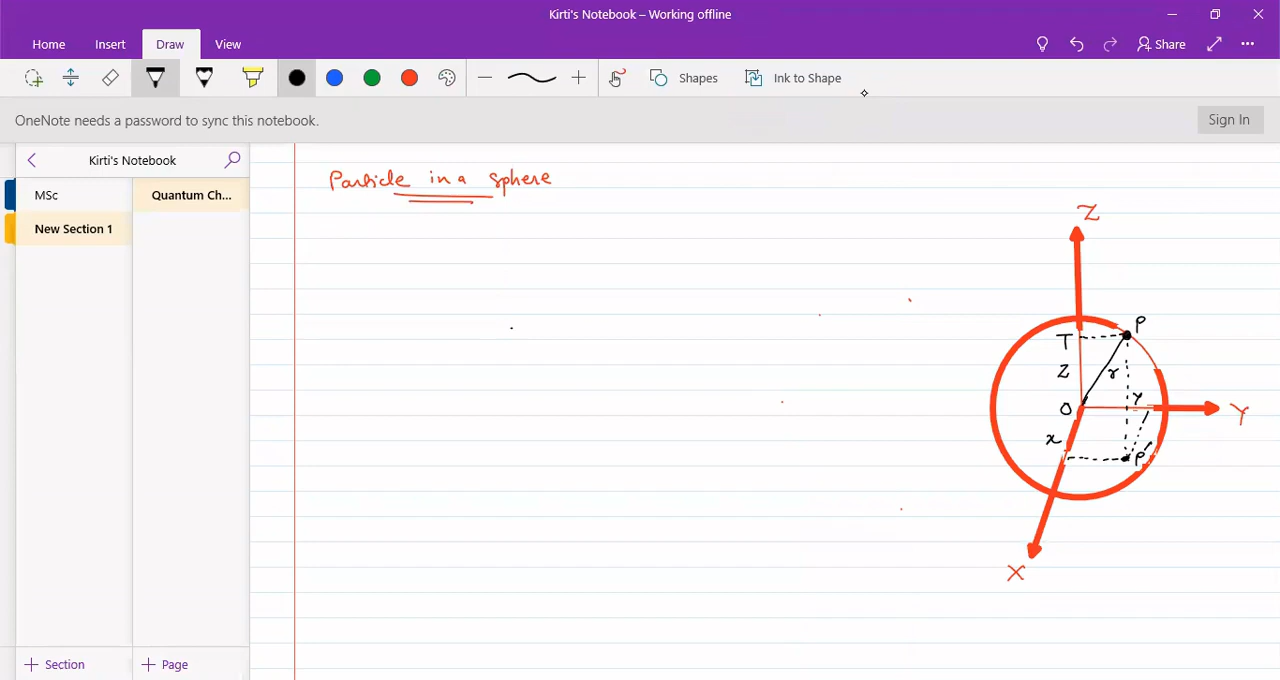 Kirti's Notebook – Working offline
Home Insert Draw View
Share
Shapes Ink to Shape
OneNote needs a password to sync this notebook.
Sign In
Kirti's Notebook
MSc
Quantum Ch...
New Section 1
Particle in a sphere
Z
P
T
Z
r
Y
O
Y
x
P'
X
Section
Page